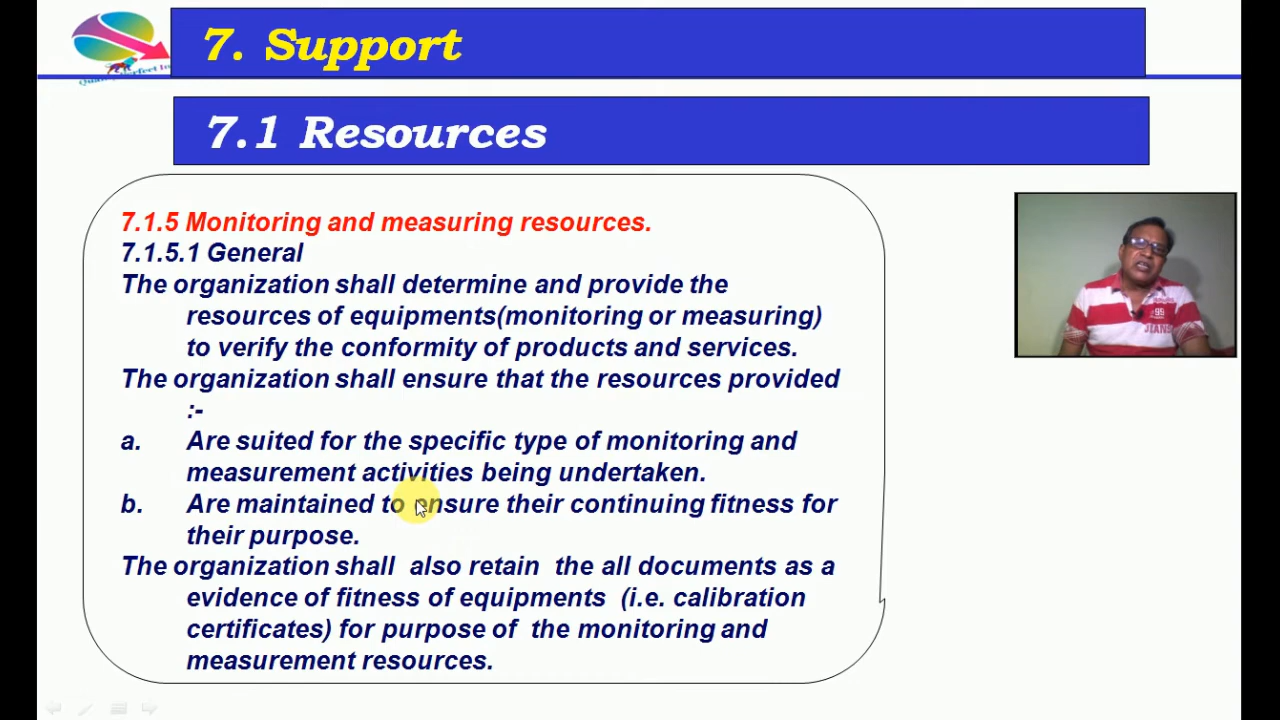 7. Support
7.1 Resources
7.1.5 Monitoring and measuring resources.
7.1.5.1 General
The organization shall determine and provide the
resources of equipments(monitoring or measuring)
to verify the conformity of products and services.
The organization shall ensure that the resources provided
:-
a. Are suited for the specific type of monitoring and
measurement activities being undertaken.
b. Are maintained to ensure their continuing fitness for
their purpose.
The organization shall also retain the all documents as a
evidence of fitness of equipments (i.e. calibration
certificates) for purpose of the monitoring and
measurement resources.
99